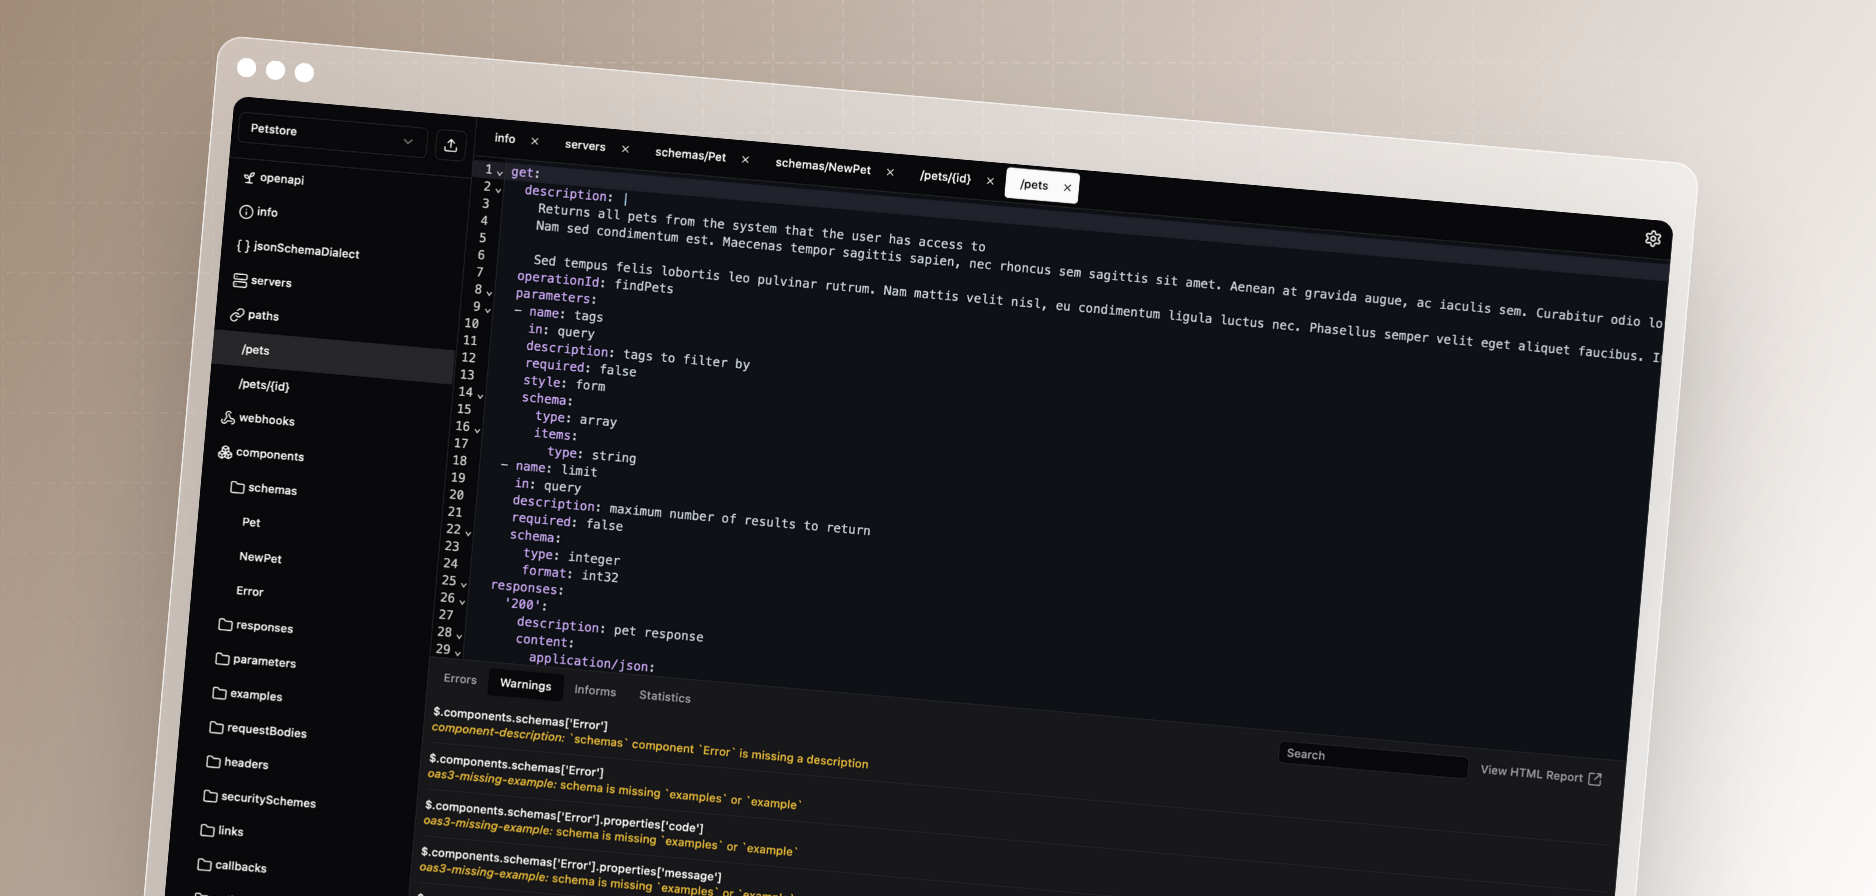 Petstore
openapi
info
{ } jsonSchemaDialect
servers
paths
/pets
/pets/{id}
webhooks
components
schemas
Pet
NewPet
Error
responses
parameters
examples
requestBodies
headers
securitySchemes
links
callbacks
info × servers × schemas/Pet × schemas/NewPet × /pets/{id} × /pets ×
1 get:
2 description: |
3 Returns all pets from the system that the user has access to
4 Nam sed condimentum est. Maecenas tempor sagittis sapien, nec rhoncus sem sagittis sit amet. Aenean at gravida augue, ac iaculis sem. Curabitur odio lo
5
6 Sed tempus felis lobortis leo pulvinar rutrum. Nam mattis velit nisl, eu condimentum ligula luctus nec. Phasellus semper velit eget aliquet faucibus. I
7 operationId: findPets
8 parameters:
9 - name: tags
10 in: query
11 description: tags to filter by
12 required: false
13 style: form
14 schema:
15 type: array
16 items:
17 type: string
18 - name: limit
19 in: query
20 description: maximum number of results to return
21 required: false
22 schema:
23 type: integer
24 format: int32
25 responses:
26 '200':
27 description: pet response
28 content:
29 application/json:
Errors Warnings Informs Statistics
Search
View HTML Report
$.components.schemas['Error']
component-description: `schemas` component `Error` is missing a description
$.components.schemas['Error']
oas3-missing-example: schema is missing `examples` or `example`
$.components.schemas['Error'].properties['code']
oas3-missing-example: schema is missing `examples` or `example`
$.components.schemas['Error'].properties['message']
oas3-missing-example: schema is missing `examples` or `example`